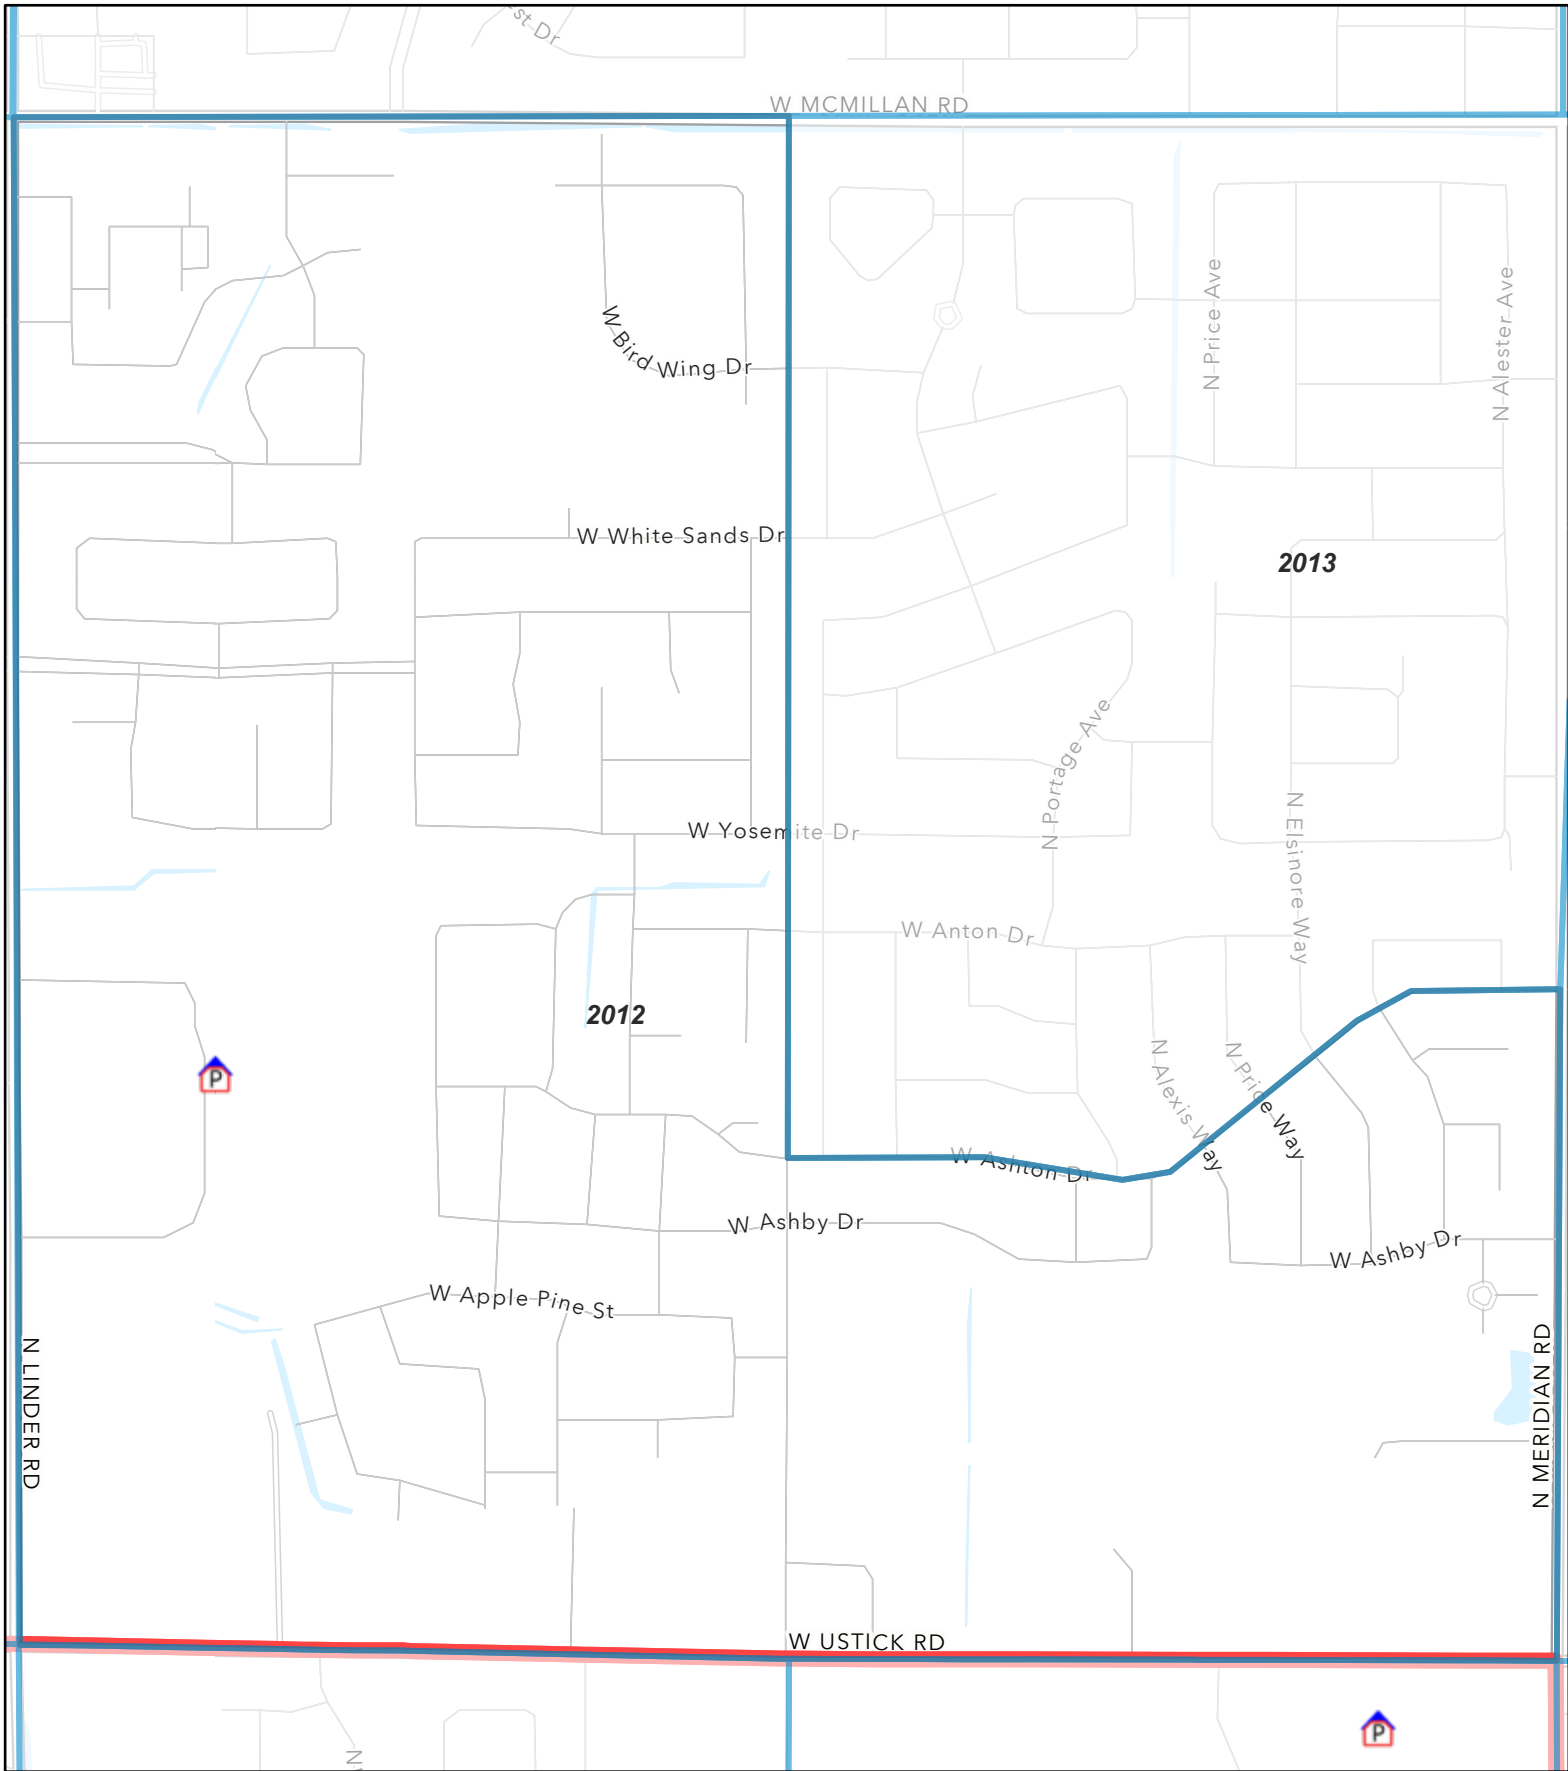 st Dr
W MCMILLAN RD
N Price Ave
N Alester Ave
W Bird Wing Dr
W White Sands Dr
2013
N Portage Ave
W Yosemite Dr
N Elsinore Way
W Anton Dr
2012
P
N Alexis Way
N Price Way
W Ashton Dr
W Ashby Dr
W Ashby Dr
W Apple Pine St
N LINDER RD
N MERIDIAN RD
W USTICK RD
P
N